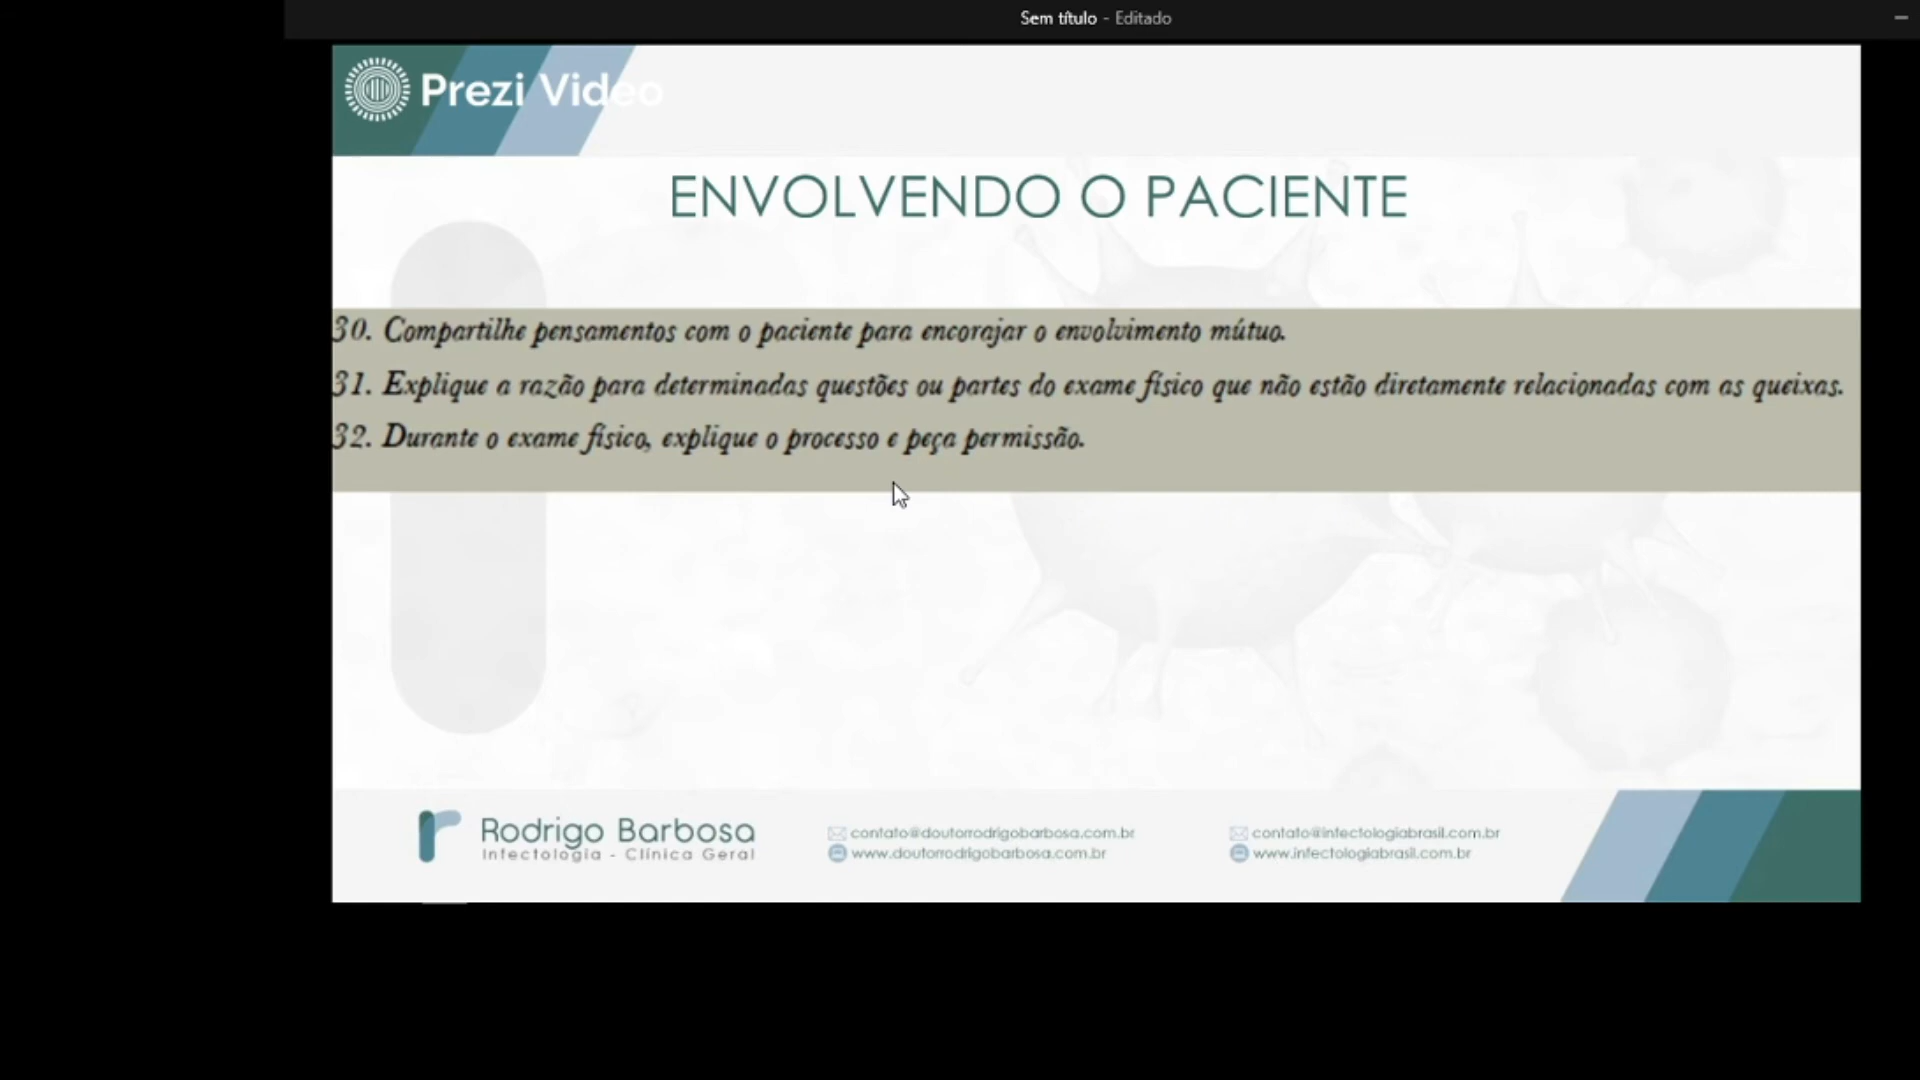 Sem título - Editado
Prezi Video
ENVOLVENDO O PACIENTE
30. Compartilhe pensamentos com o paciente para encorajar o envolvimento mútuo.
31. Explique a razão para determinadas questões ou partes do exame físico que não estão diretamente relacionadas com as queixas.
32. Durante o exame físico, explique o processo e peça permissão.
Rodrigo Barbosa
Infectologia - Clínica Geral
contato@doutorrodrigobarbosa.com.br
www.doutorrodrigobarbosa.com.br
contato@infectologiabrasil.com.br
www.infectologiabrasil.com.br